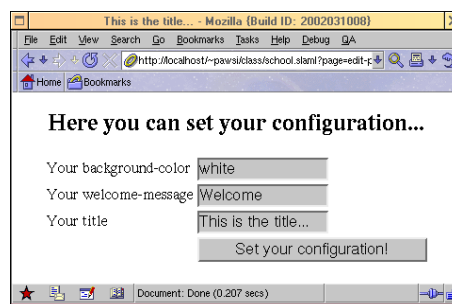 This is the title... - Mozilla {Build ID: 2002031008}
File Edit View Search Go Bookmarks Tasks Help Debug QA
http://localhost/~pawsi/class/school.slaml?page=edit-p
Home Bookmarks
Here you can set your configuration...
Your background-color white
Your welcome-message Welcome
Your title This is the title...
Set your configuration!
Document: Done (0.207 secs)